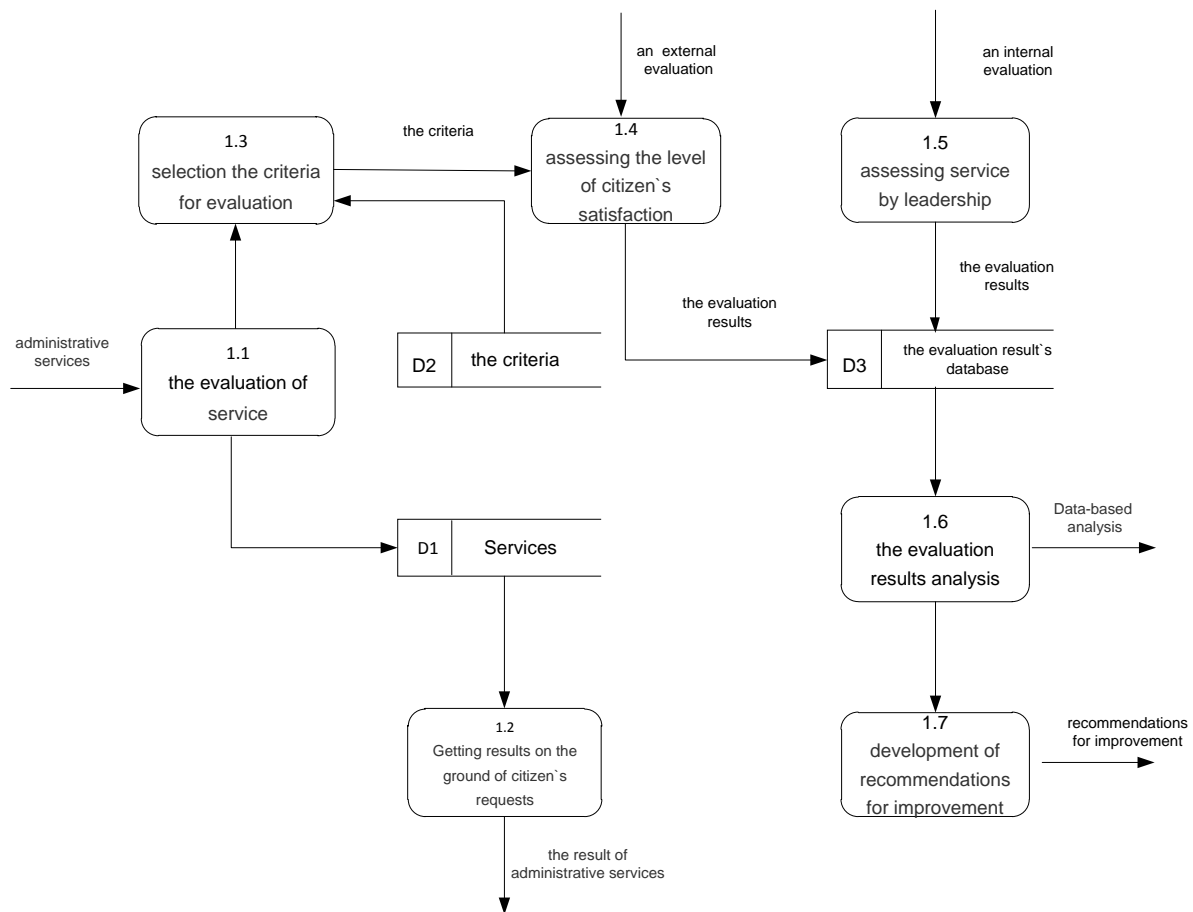 an external
evaluation
an internal
evaluation
1.3
selection the criteria
for evaluation
the criteria
1.4
assessing the level
of citizen`s
satisfaction
1.5
assessing service
by leadership
the evaluation
results
the evaluation
results
administrative
services
1.1
the evaluation of
service
D2
the criteria
D3
the evaluation result`s
database
D1
Services
1.6
the evaluation
results analysis
Data-based
analysis
1.2
Getting results on the
ground of citizen`s
requests
1.7
development of
recommendations
for improvement
recommendations
for improvement
the result of
administrative services